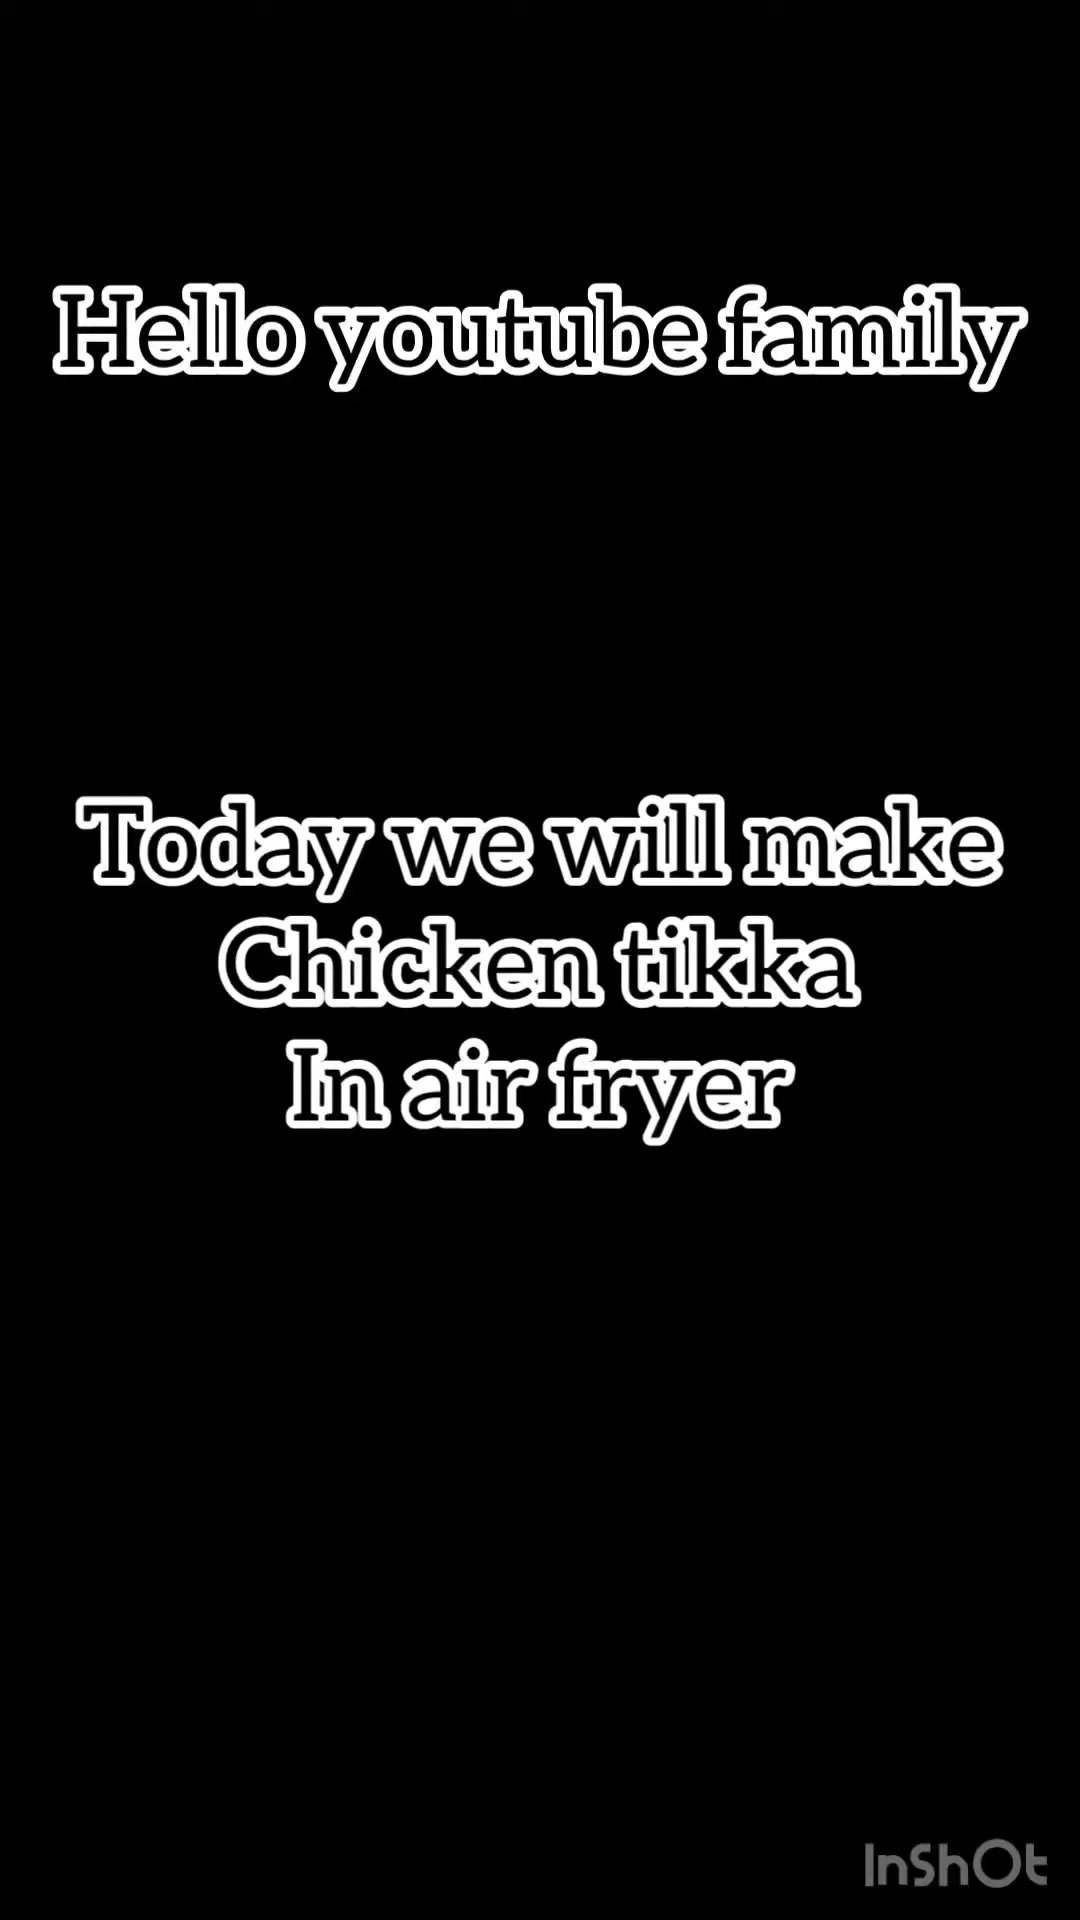 Hello youtube family
Today we will make
Chicken tikka
In air fryer
InShOt